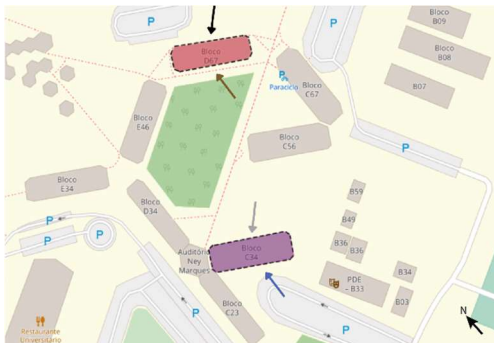 P
P
Bloco
B09
Bloco
D67
Bloco
B08
Paraciclo
Bloco
C67
B07
Bloco
E46
Bloco
C56
P
Bloco
E34
B59
Bloco
D34
B49
P
P
P
Auditório
Ney
Marques
Bloco
C34
B36
B36
PDE
- B33
B34
B03
Bloco
C23
N
P
P
Restaurante
Universitário